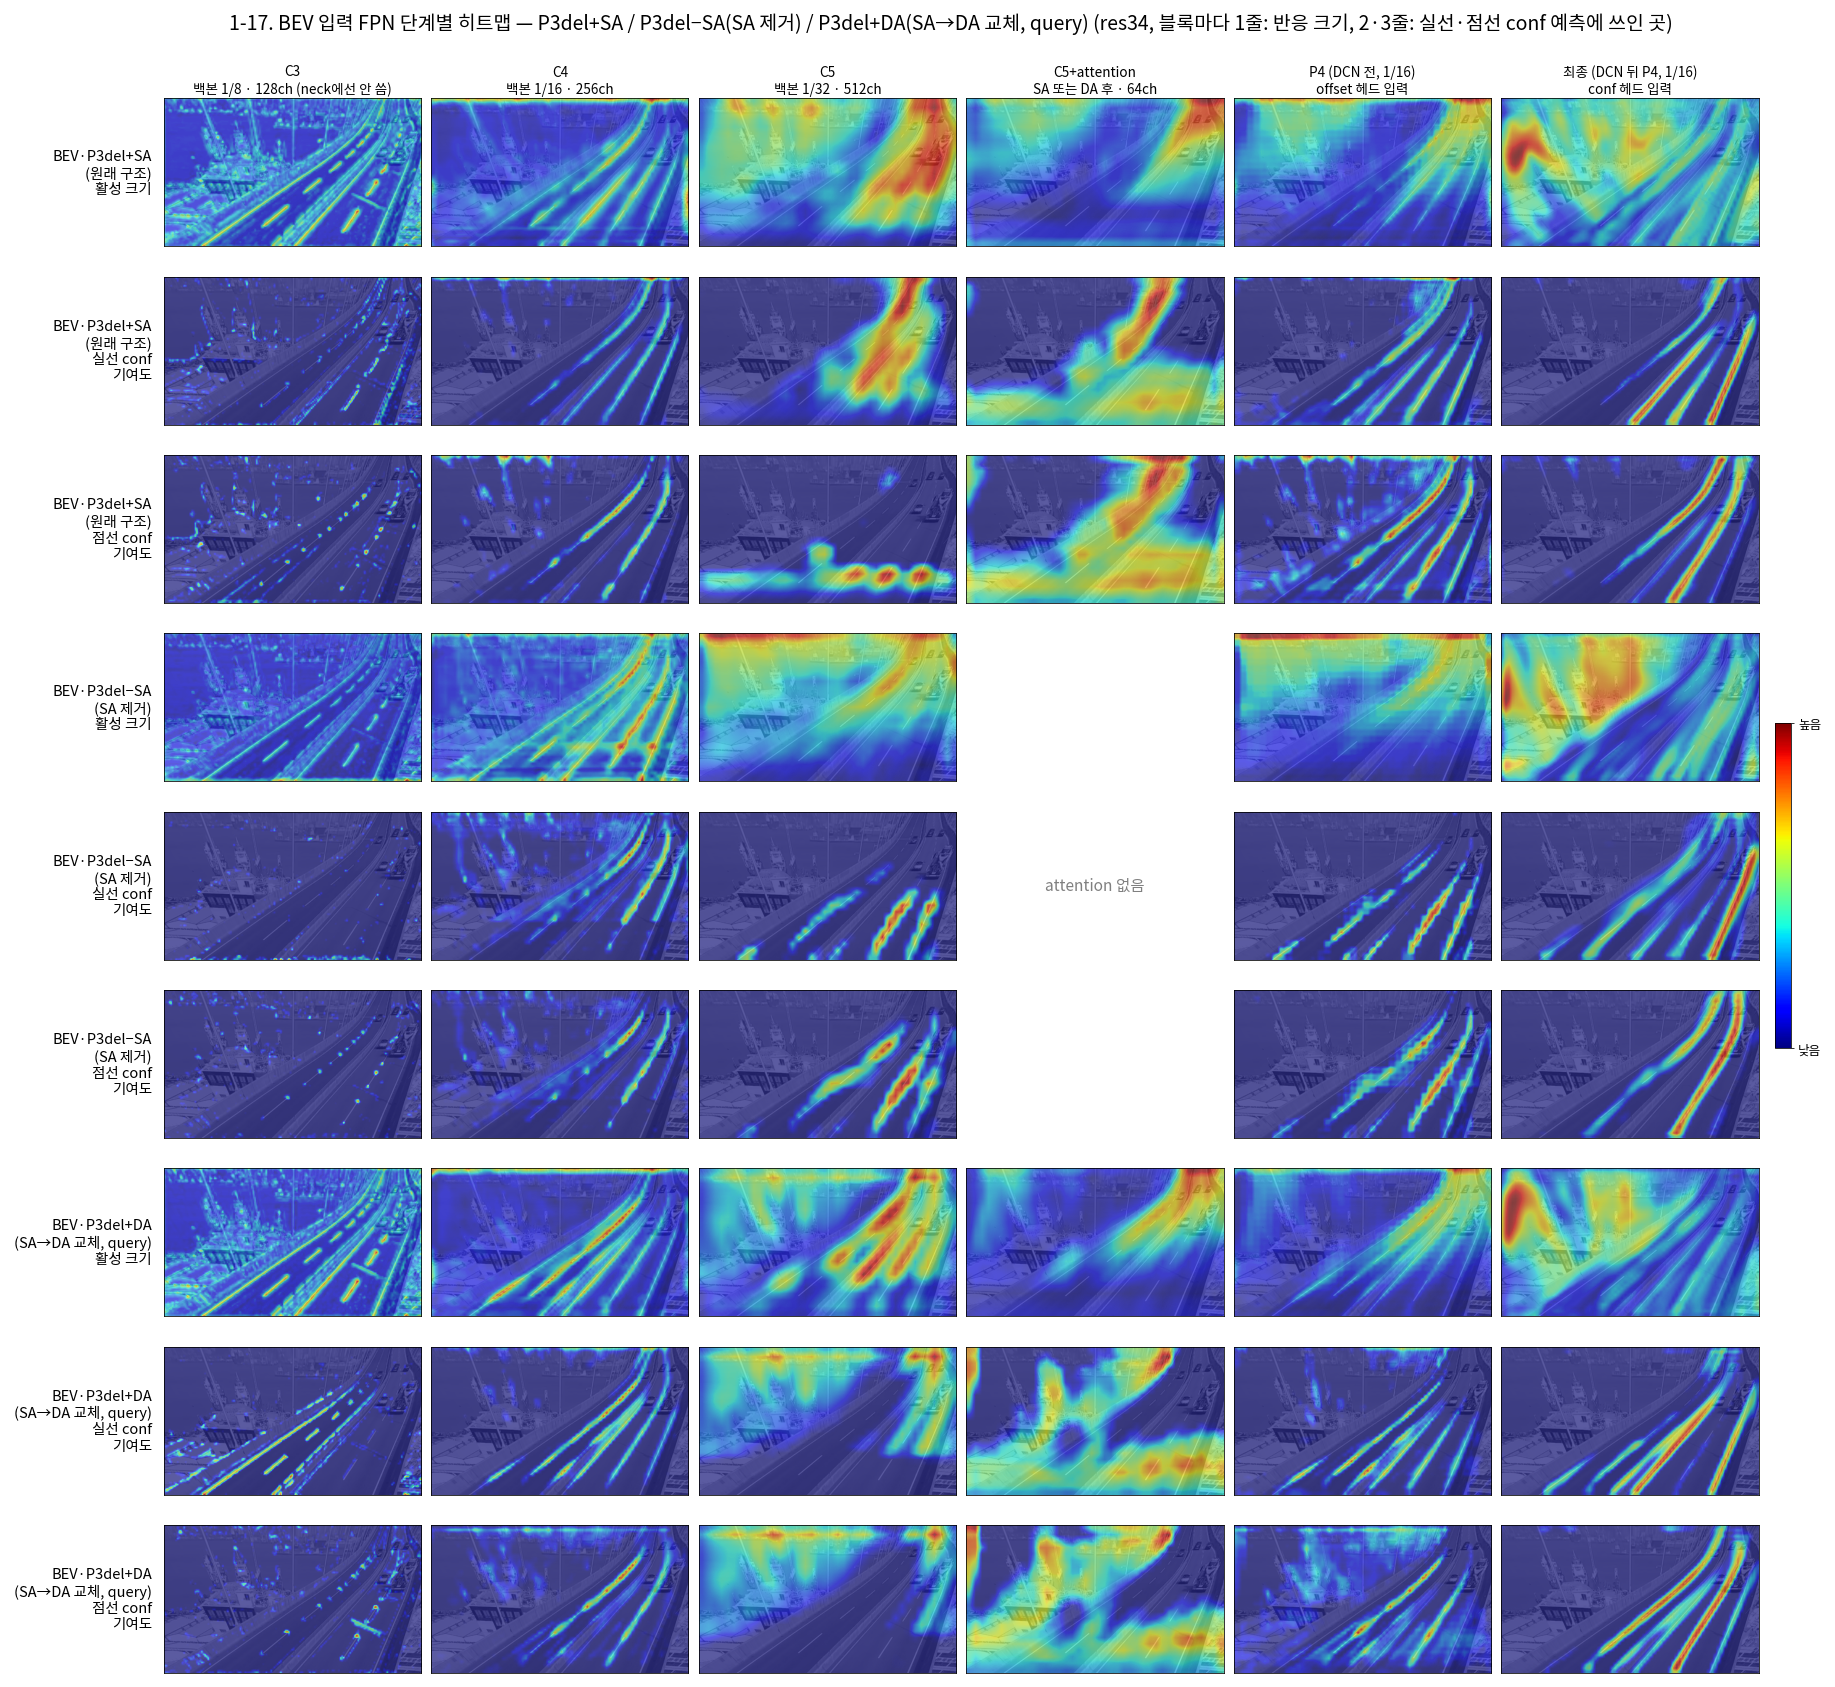 1-17. BEV 입력 FPN 단계별 히트맵 — P3del+SA / P3del−SA(SA 제거) / P3del+DA(SA→DA 교체, query) (res34, 블록마다 1줄: 반응 크기, 2·3줄: 실선·점선 conf 예측에 쓰인 곳)
C3
백본 1/8 · 128ch (neck에선 안 씀)
C4
백본 1/16 · 256ch
C5
백본 1/32 · 512ch
C5+attention
SA 또는 DA 후 · 64ch
P4 (DCN 전, 1/16)
offset 헤드 입력
최종 (DCN 뒤 P4, 1/16)
conf 헤드 입력
BEV·P3del+SA
(원래 구조)
활성 크기
BEV·P3del+SA
(원래 구조)
실선 conf
기여도
BEV·P3del+SA
(원래 구조)
점선 conf
기여도
BEV·P3del−SA
(SA 제거)
활성 크기
높음
BEV·P3del−SA
(SA 제거)
실선 conf
기여도
attention 없음
BEV·P3del−SA
(SA 제거)
점선 conf
기여도
낮음
BEV·P3del+DA
(SA→DA 교체, query)
활성 크기
BEV·P3del+DA
(SA→DA 교체, query)
실선 conf
기여도
BEV·P3del+DA
(SA→DA 교체, query)
점선 conf
기여도